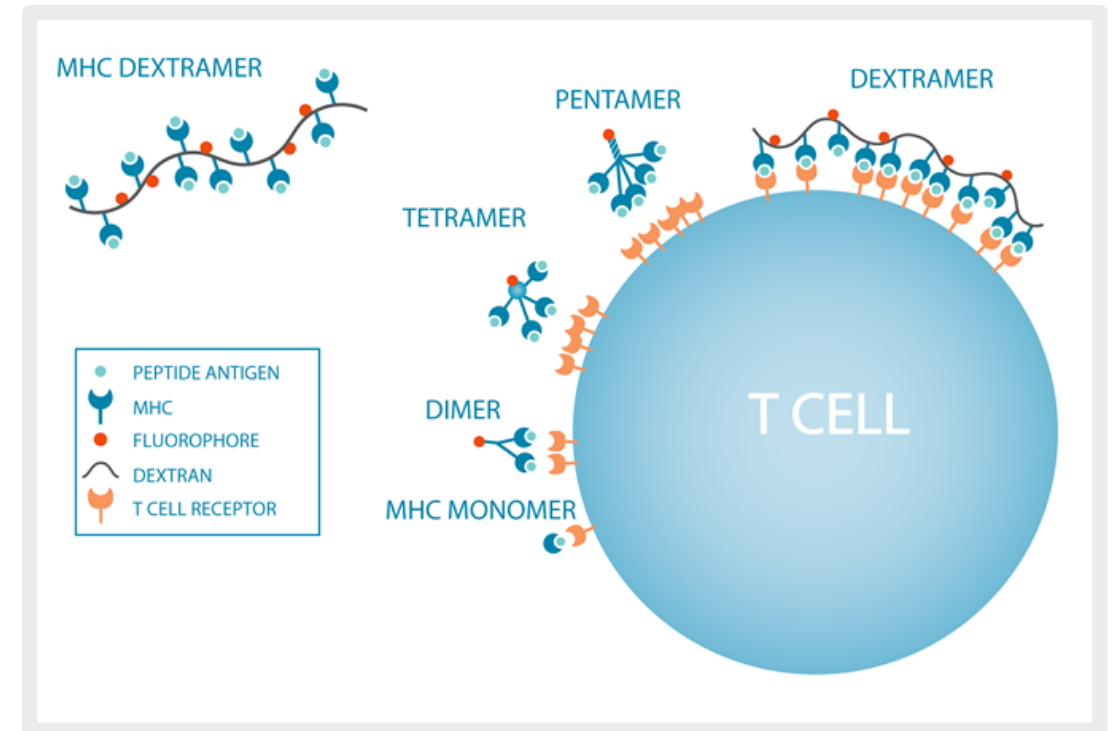 MHC DEXTRAMER
PENTAMER
DEXTRAMER
TETRAMER
PEPTIDE ANTIGEN
MHC
FLUOROPHORE
DEXTRAN
T CELL RECEPTOR
DIMER
MHC MONOMER
T CELL